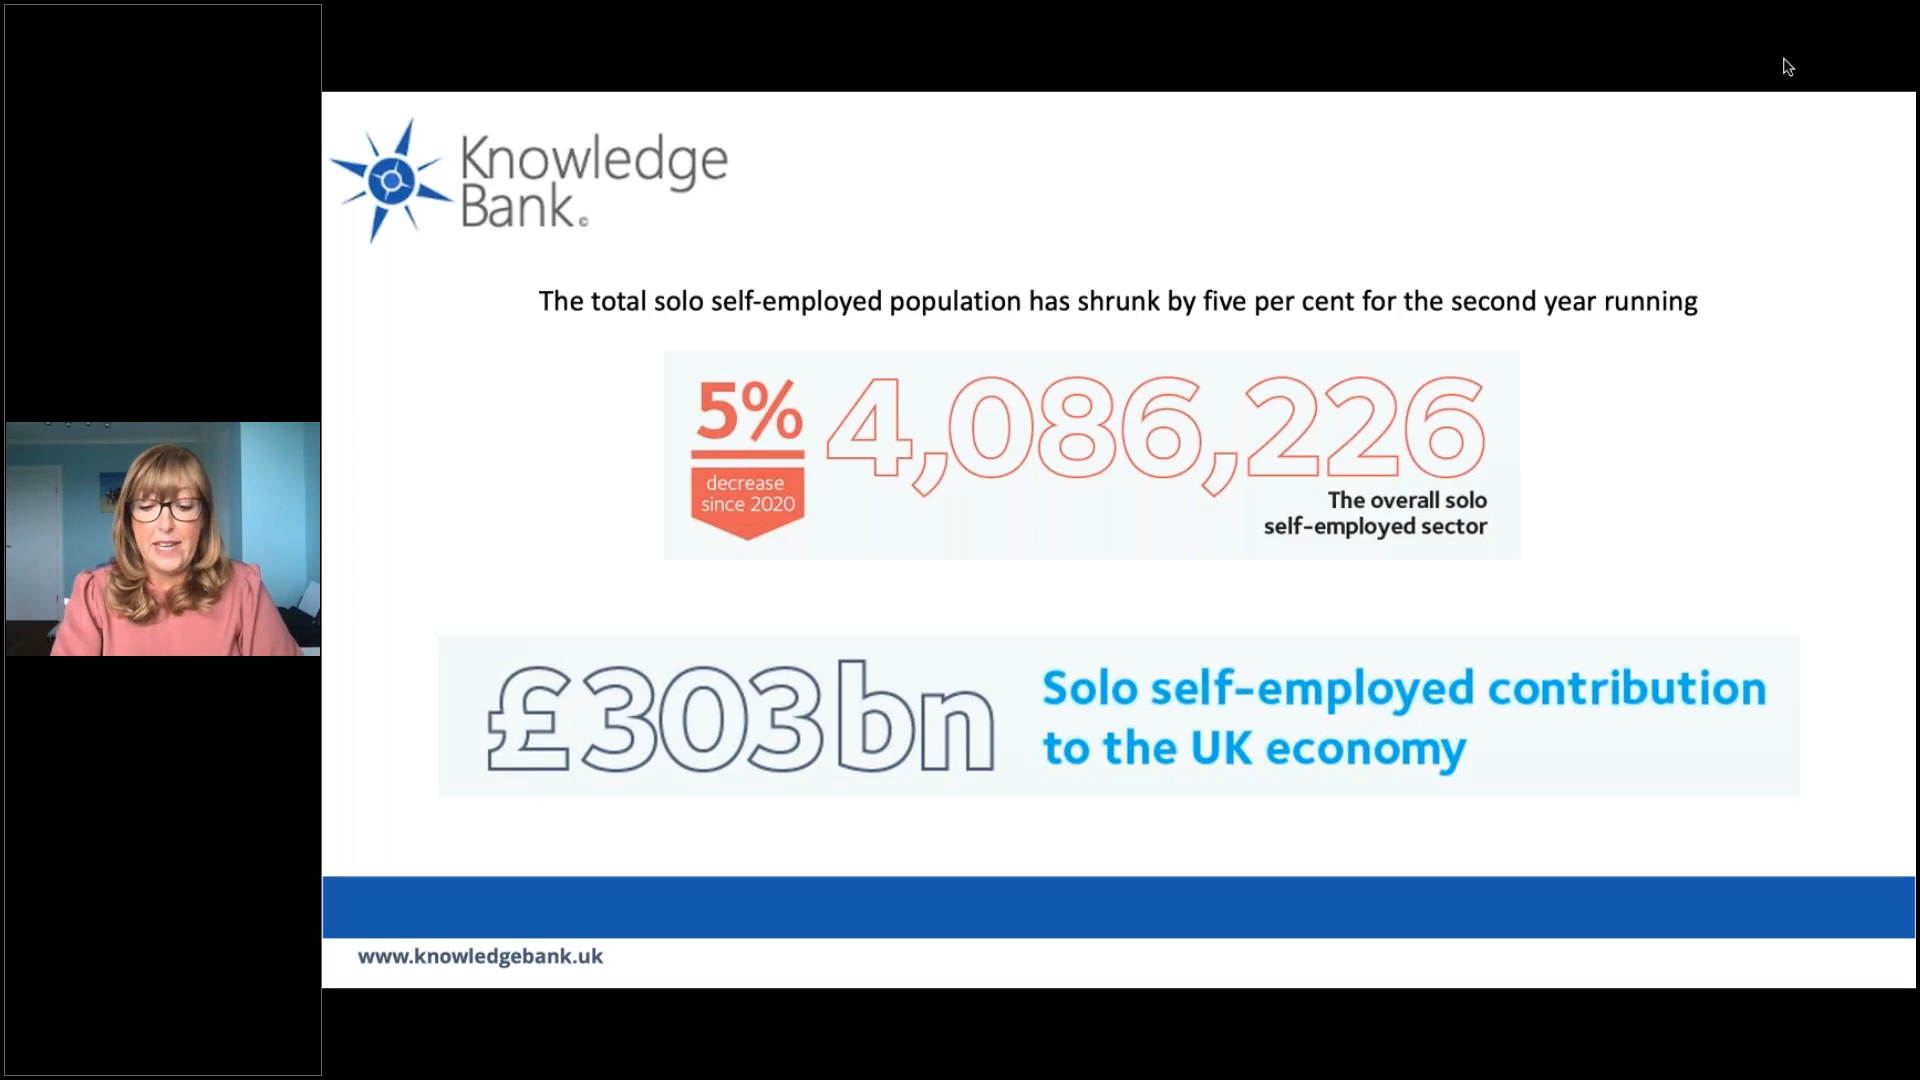 Knowledge
Bank.©
The total solo self-employed population has shrunk by five per cent for the second year running
5%
decrease
since 2020
4,086,226
The overall solo
self-employed sector
£303bn
Solo self-employed contribution
to the UK economy
www.knowledgebank.uk